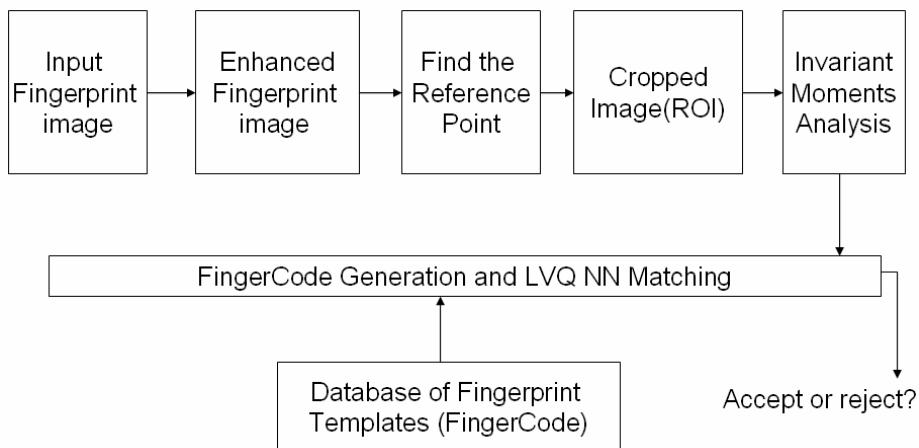 Input
Fingerprint
image
Enhanced
Fingerprint
image
Find the
Reference
Point
Cropped
Image(ROI)
Invariant
Moments
Analysis
FingerCode Generation and LVQ NN Matching
Database of Fingerprint
Templates (FingerCode)
Accept or reject?